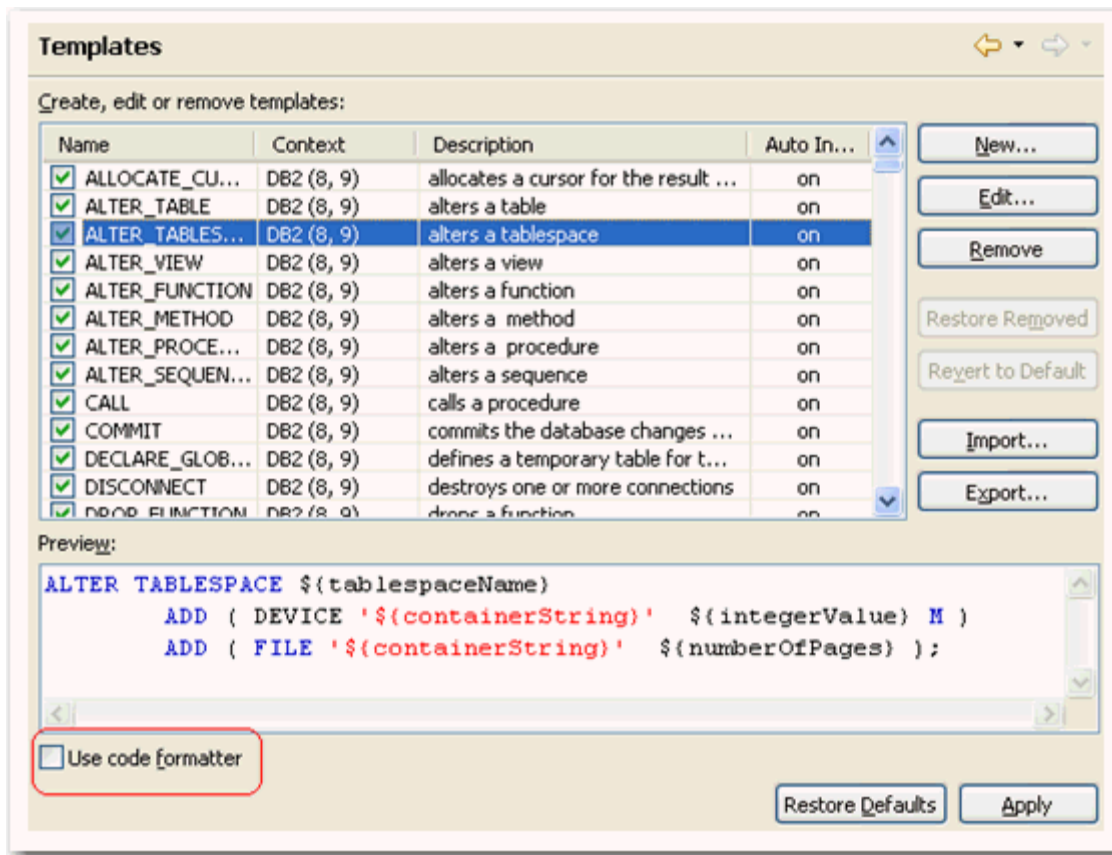 Templates
Create, edit or remove templates:
Name Context Description Auto In...
ALLOCATE_CU... DB2 (8, 9) allocates a cursor for the result ... on
ALTER_TABLE DB2 (8, 9) alters a table on
ALTER_TABLES... DB2 (8, 9) alters a tablespace on
ALTER_VIEW DB2 (8, 9) alters a view on
ALTER_FUNCTION DB2 (8, 9) alters a function on
ALTER_METHOD DB2 (8, 9) alters a  method on
ALTER_PROCE... DB2 (8, 9) alters a  procedure on
ALTER_SEQUEN... DB2 (8, 9) alters a sequence on
CALL DB2 (8, 9) calls a procedure on
COMMIT DB2 (8, 9) commits the database changes ... on
DECLARE_GLOB... DB2 (8, 9) defines a temporary table for t... on
DISCONNECT DB2 (8, 9) destroys one or more connections on
DROP_FUNCTION DB2 (8, 9) drops a function on
New...
Edit...
Remove
Restore Removed
Revert to Default
Import...
Export...
Preview:
ALTER TABLESPACE ${tablespaceName}
ADD ( DEVICE '${containerString}'  ${integerValue} M )
ADD ( FILE '${containerString}'  ${numberOfPages} );
Use code formatter
Restore Defaults Apply